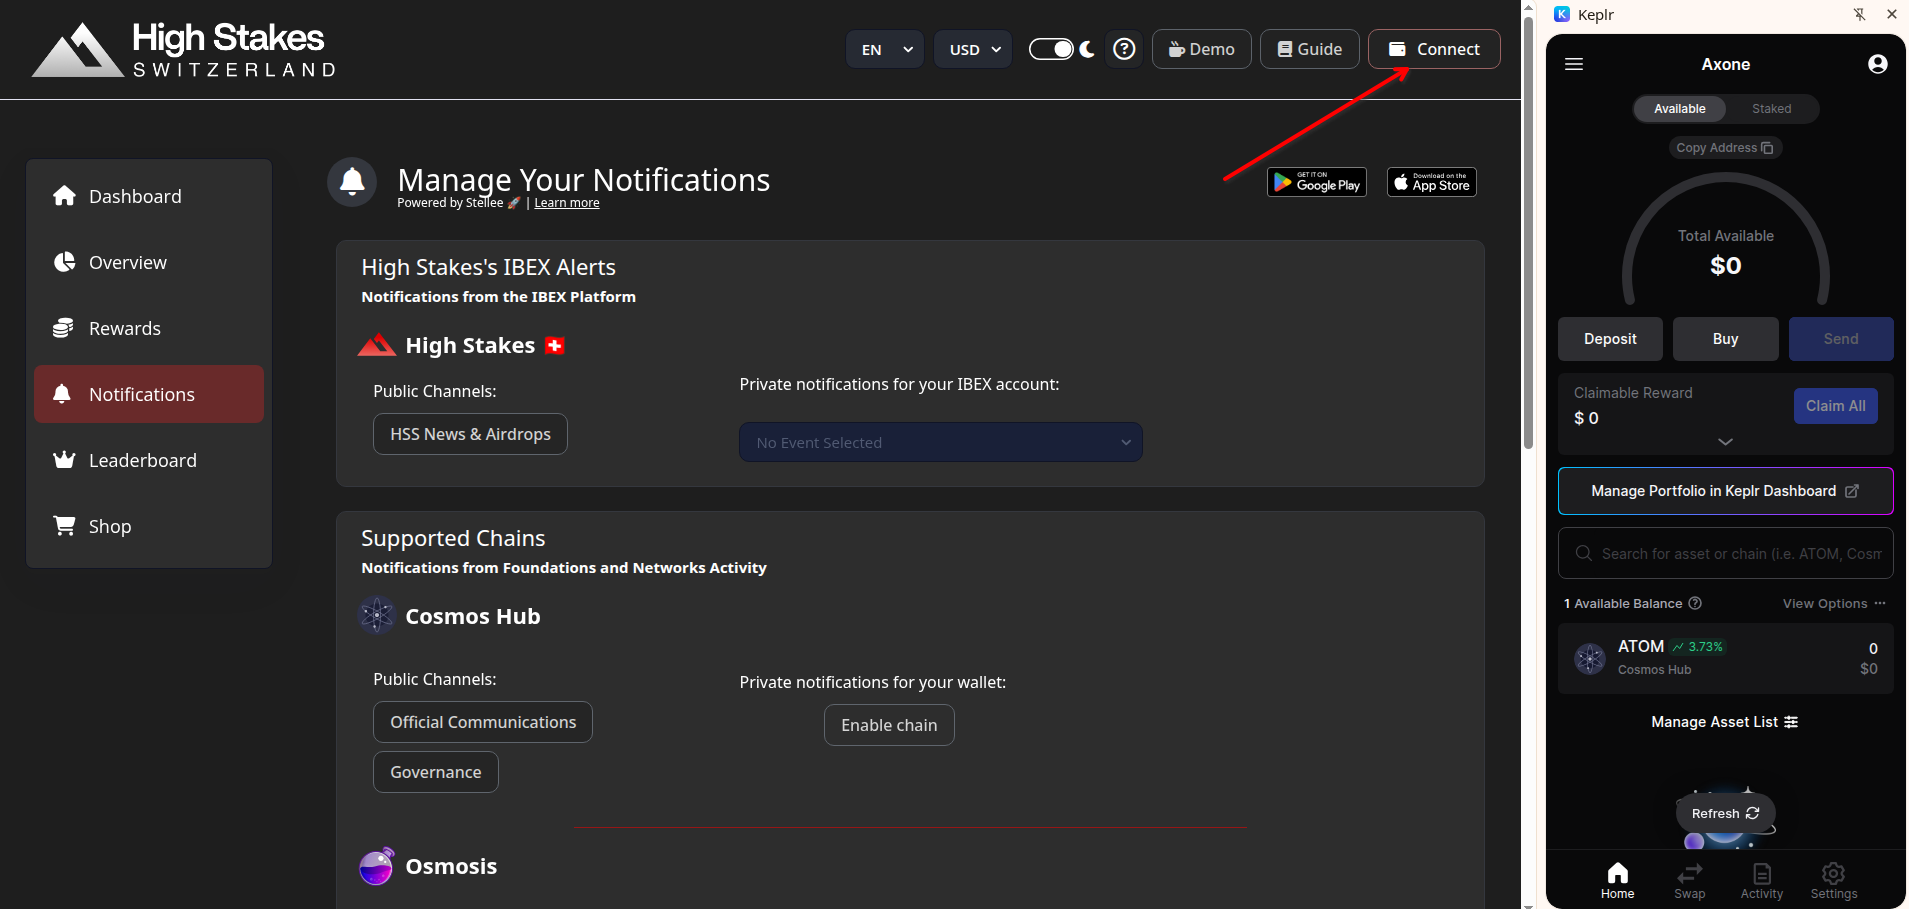 High Stakes
SWITZERLAND
EN
USD
Demo
Guide
Connect
Dashboard
Overview
Rewards
Notifications
Leaderboard
Shop
Manage Your Notifications
Powered by Stellee 🚀 | Learn more
GET IT ON
Google Play
Download on the
App Store
High Stakes's IBEX Alerts
Notifications from the IBEX Platform
High Stakes 🇨🇭
Public Channels:
HSS News & Airdrops
Private notifications for your IBEX account:
No Event Selected
Supported Chains
Notifications from Foundations and Networks Activity
Cosmos Hub
Public Channels:
Official Communications
Governance
Private notifications for your wallet:
Enable chain
Osmosis
K Keplr
Axone
Available
Staked
Copy Address
Total Available
$0
Deposit
Buy
Send
Claimable Reward
$ 0
Claim All
Manage Portfolio in Keplr Dashboard
Search for asset or chain (i.e. ATOM, Cosm
1 Available Balance
View Options
ATOM 3.73%
Cosmos Hub
0
$0
Manage Asset List
Refresh
Home
Swap
Activity
Settings